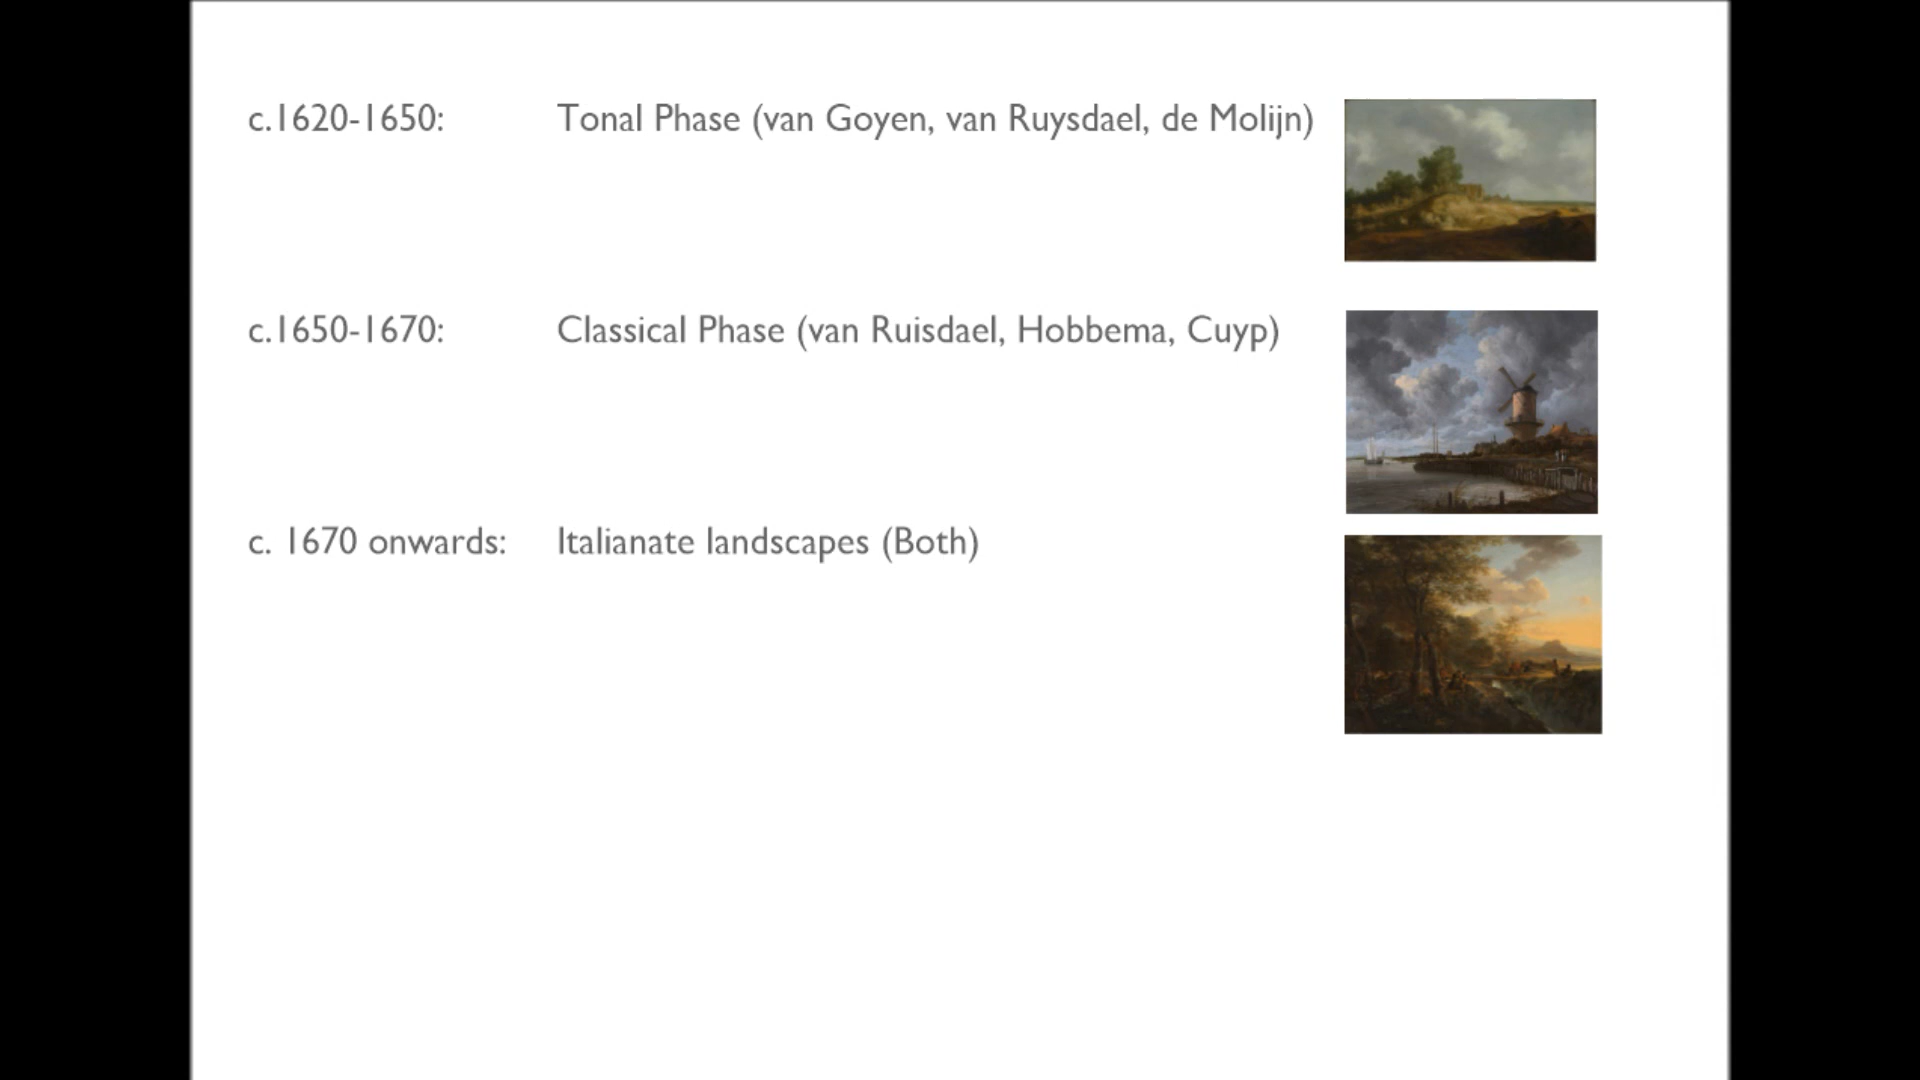 c.1620-1650: Tonal Phase (van Goyen, van Ruysdael, de Molijn)
c.1650-1670: Classical Phase (van Ruisdael, Hobbema, Cuyp)
c. 1670 onwards: Italianate landscapes (Both)